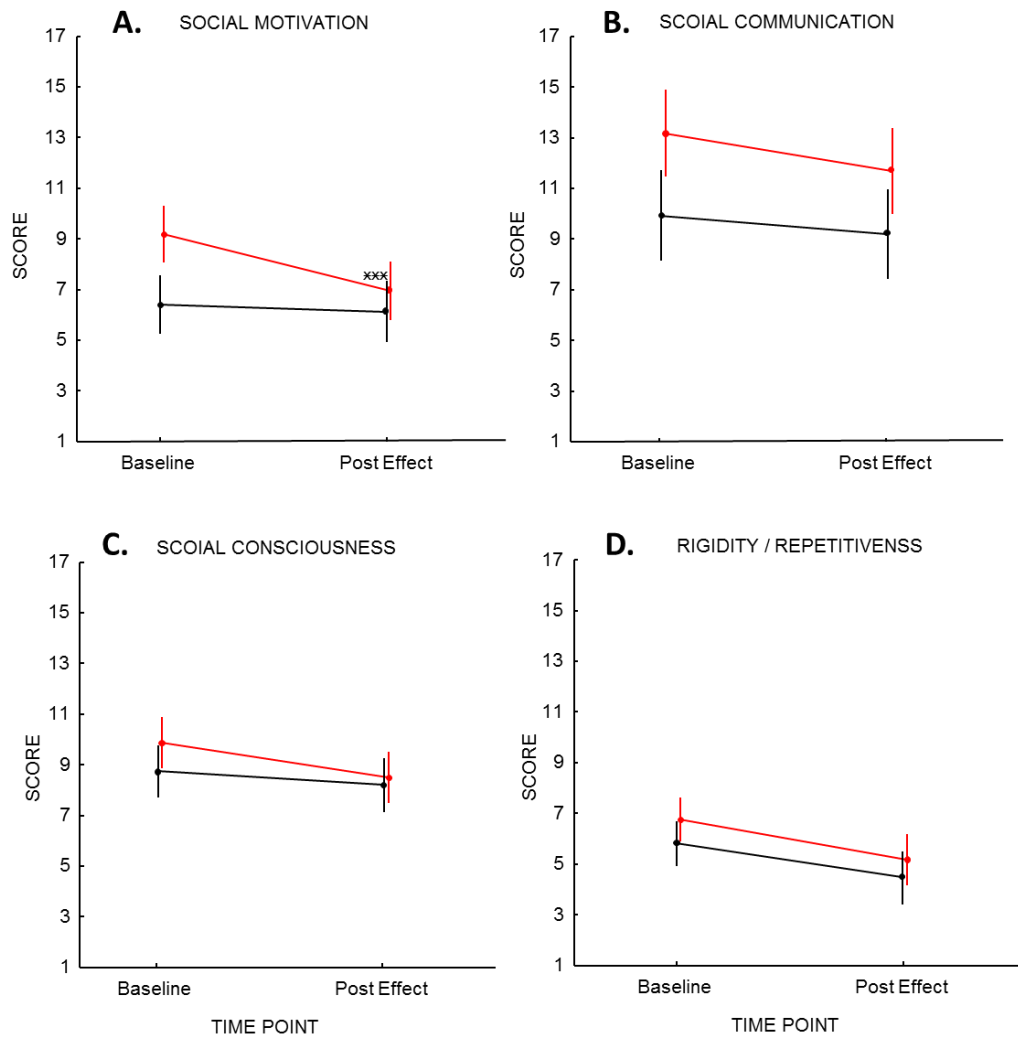 A. SOCIAL MOTIVATION
17
15
13
11
9
7
5
3
1
SCORE
xxx
Baseline Post Effect
B. SCOIAL COMMUNICATION
17
15
13
11
9
7
5
3
1
SCORE
Baseline Post Effect
C. SCOIAL CONSCIOUSNESS
17
15
13
11
9
7
5
3
1
SCORE
Baseline Post Effect
TIME POINT
D. RIGIDITY / REPETITIVENSS
17
15
13
11
9
7
5
3
1
SCORE
Baseline Post Effect
TIME POINT